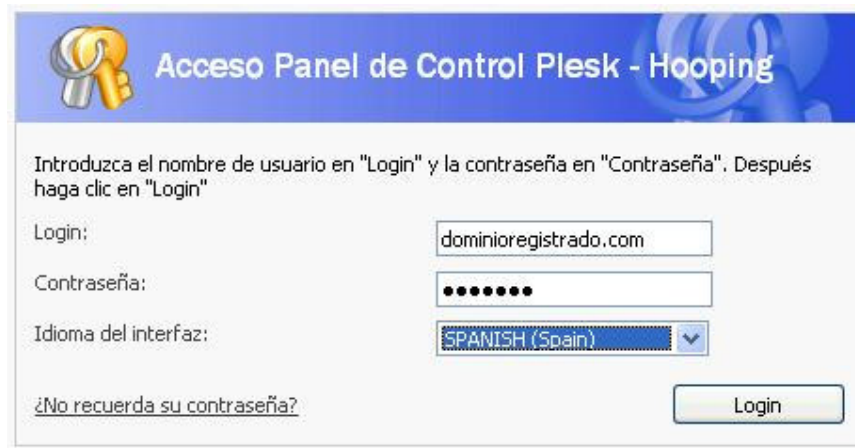 Acceso Panel de Control Plesk - Hooping
Introduzca el nombre de usuario en "Login" y la contraseña en "Contraseña". Después
haga clic en "Login"
Login:
dominioregistrado.com
Contraseña:
●●●●●●●
Idioma del interfaz:
SPANISH (Spain)
¿No recuerda su contraseña?
Login